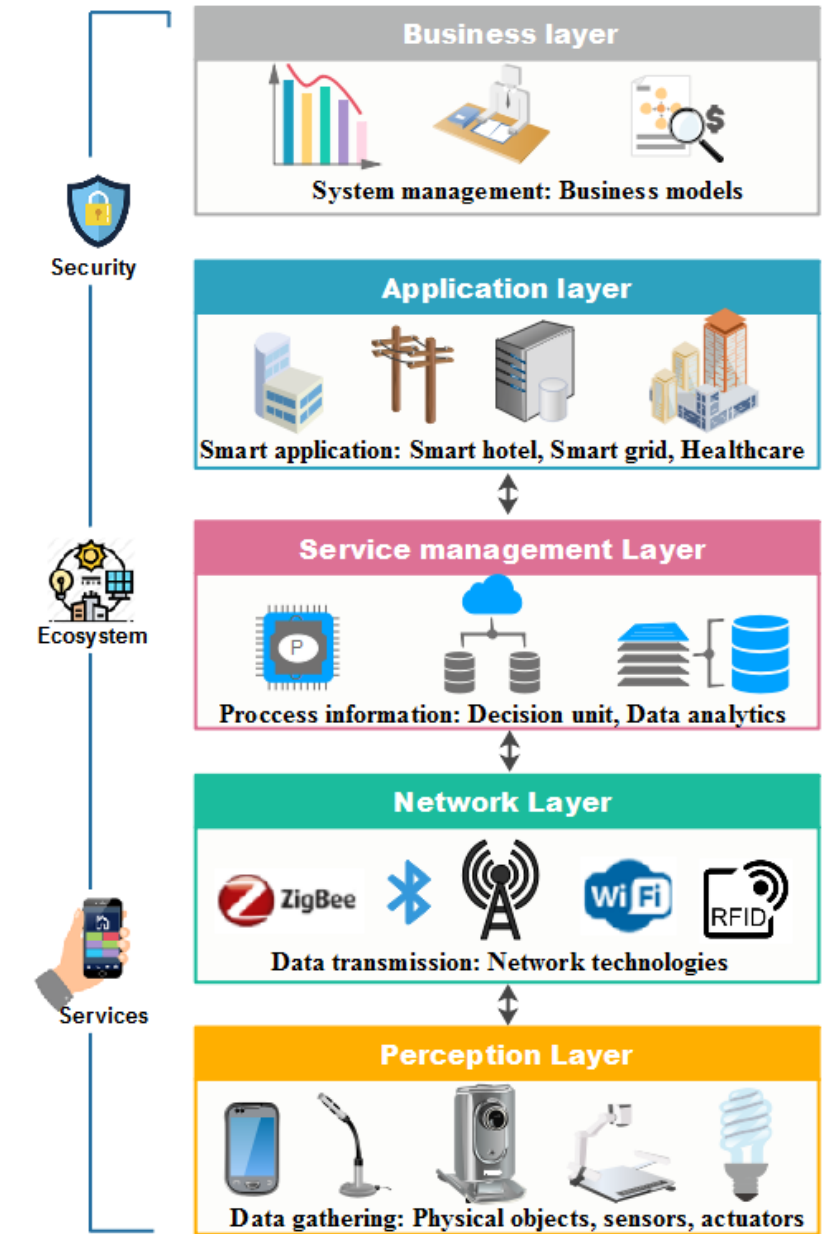 Business layer
$
System management: Business models
Security
Application layer
Smart application: Smart hotel, Smart grid, Healthcare
Service management Layer
P
Ecosystem
Proccess information: Decision unit, Data analytics
Network Layer
Z ZigBee
WiFi
RFID
Data transmission: Network technologies
Services
Perception Layer
Data gathering: Physical objects, sensors, actuators